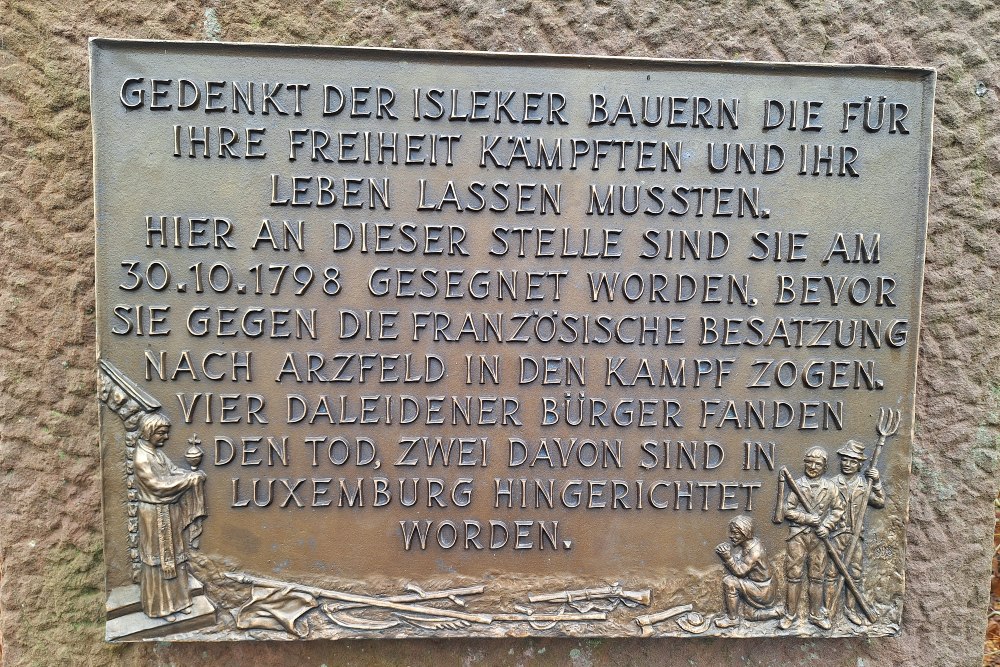 GEDENKT DER ISLEKER BAUERN DIE FÜR
IHRE FREIHEIT KÄMPFTEN UND IHR
LEBEN LASSEN MUSSTEN.
HIER AN DIESER STELLE SIND SIE AM
30.10.1798 GESEGNET WORDEN, BEVOR
SIE GEGEN DIE FRANZÖSISCHE BESATZUNG
NACH ARZFELD IN DEN KAMPF ZOGEN.
VIER DALEIDENER BÜRGER FANDEN
DEN TOD, ZWEI DAVON SIND IN
LUXEMBURG HINGERICHTET
WORDEN.